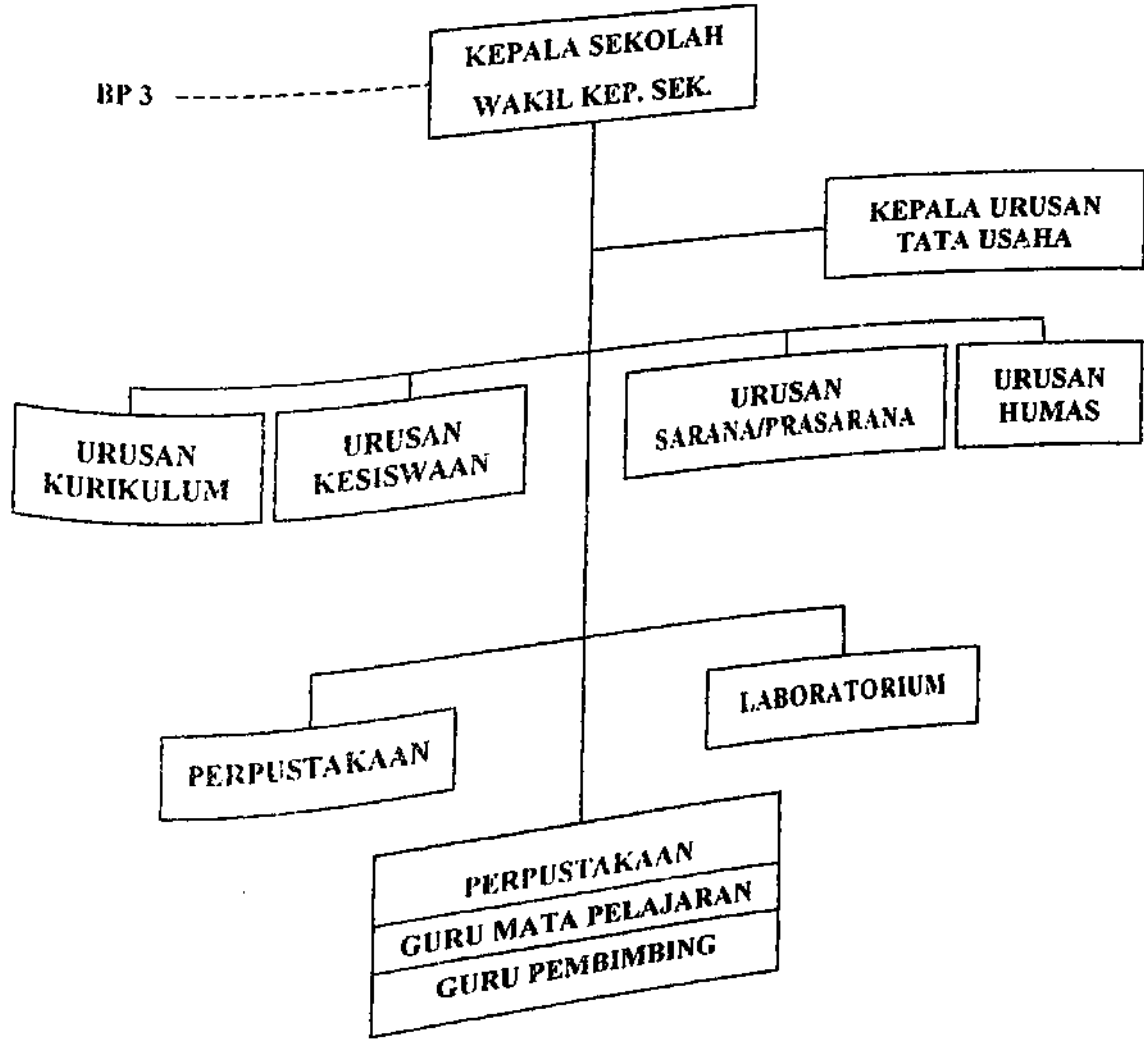 KEPALA SEKOLAH
WAKIL KEP. SEK.
BP 3
KEPALA URUSAN
TATA USAHA
URUSAN
KURIKULUM
URUSAN
KESISWAAN
URUSAN
SARANA/PRASARANA
URUSAN
HUMAS
PERPUSTAKAAN
LABORATORIUM
PERPUSTAKAAN
GURU MATA PELAJARAN
GURU PEMBIMBING